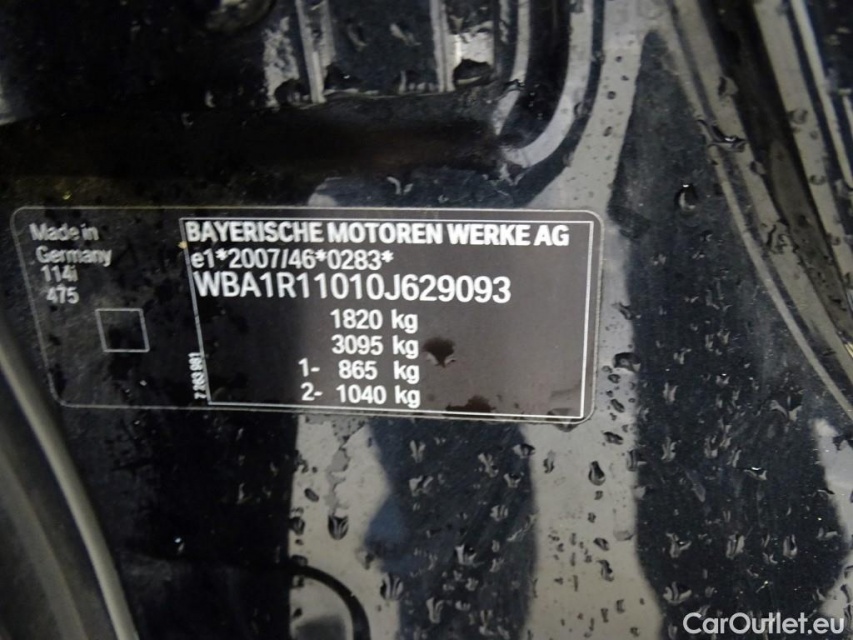 Made in
Germany
114i
475
BAYERISCHE MOTOREN WERKE AG
e1*2007/46*0283*
WBA1R11010J629093
1820 kg
3095 kg
1- 865 kg
2- 1040 kg
CarOutlet.eu